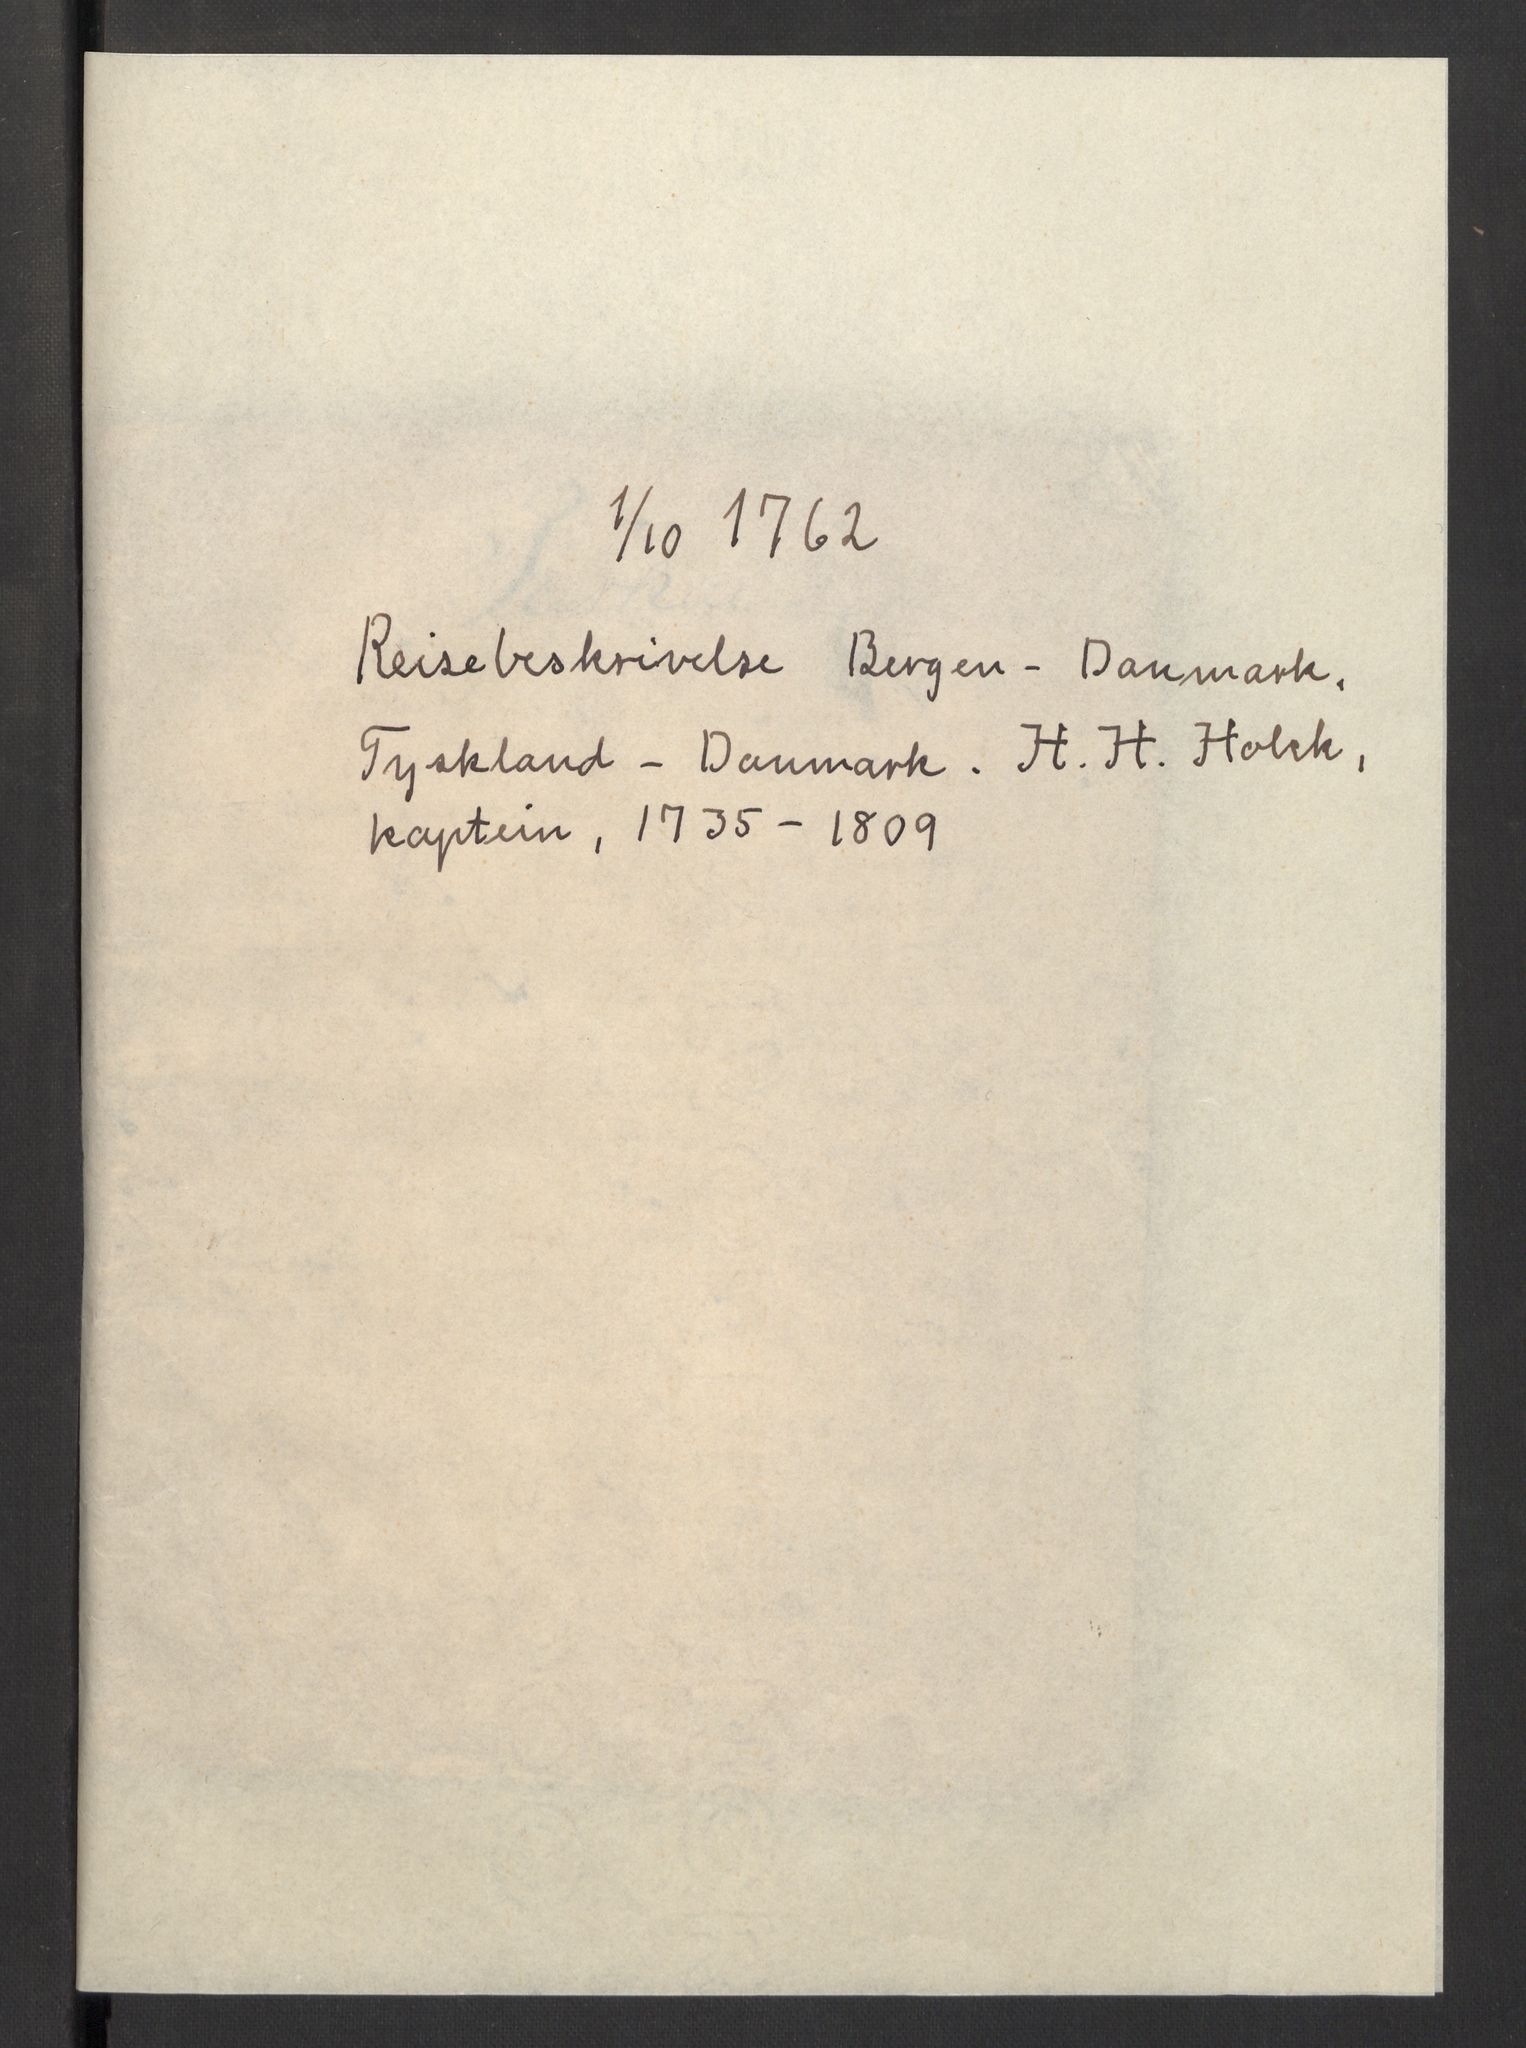 1/10 1762
Reisebeskrivelse Bergen - Danmark.
Tyskland - Danmark. H. H. Holck,
kaptein, 1735 - 1809